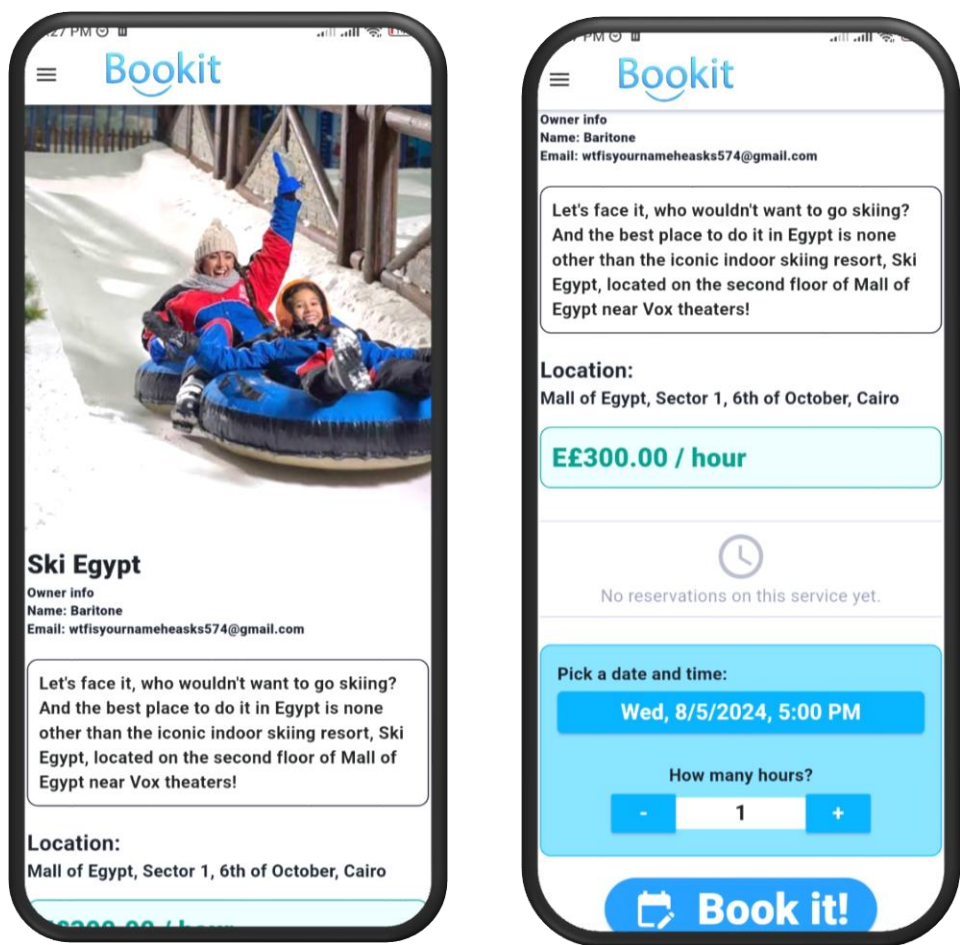 27 PM
Bookit
Ski Egypt
Owner info
Name: Baritone
Email: wtfisyournameheasks574@gmail.com
Let's face it, who wouldn't want to go skiing?
And the best place to do it in Egypt is none
other than the iconic indoor skiing resort, Ski
Egypt, located on the second floor of Mall of
Egypt near Vox theaters!
Location:
Mall of Egypt, Sector 1, 6th of October, Cairo
PM
Bookit
Owner info
Name: Baritone
Email: wtfisyournameheasks574@gmail.com
Let's face it, who wouldn't want to go skiing?
And the best place to do it in Egypt is none
other than the iconic indoor skiing resort, Ski
Egypt, located on the second floor of Mall of
Egypt near Vox theaters!
Location:
Mall of Egypt, Sector 1, 6th of October, Cairo
E£300.00 / hour
No reservations on this service yet.
Pick a date and time:
Wed, 8/5/2024, 5:00 PM
How many hours?
- 1 +
Book it!